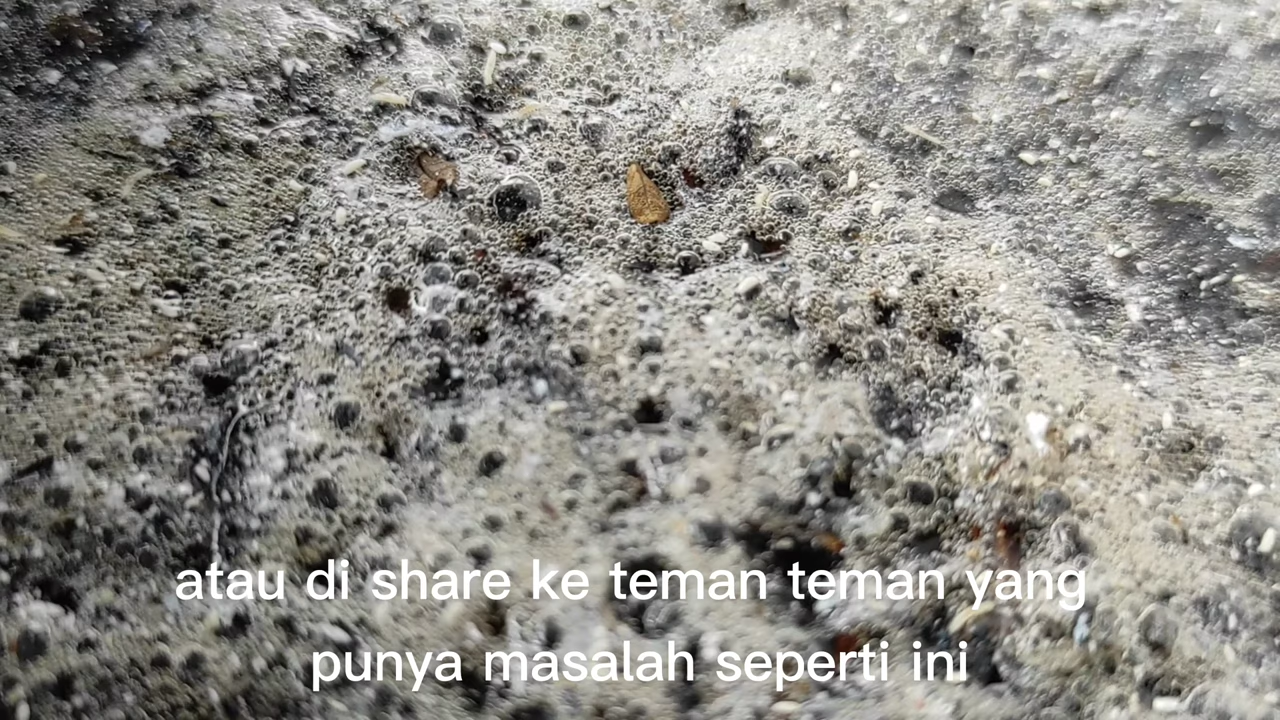 atau di share ke teman teman yang
punya masalah seperti ini